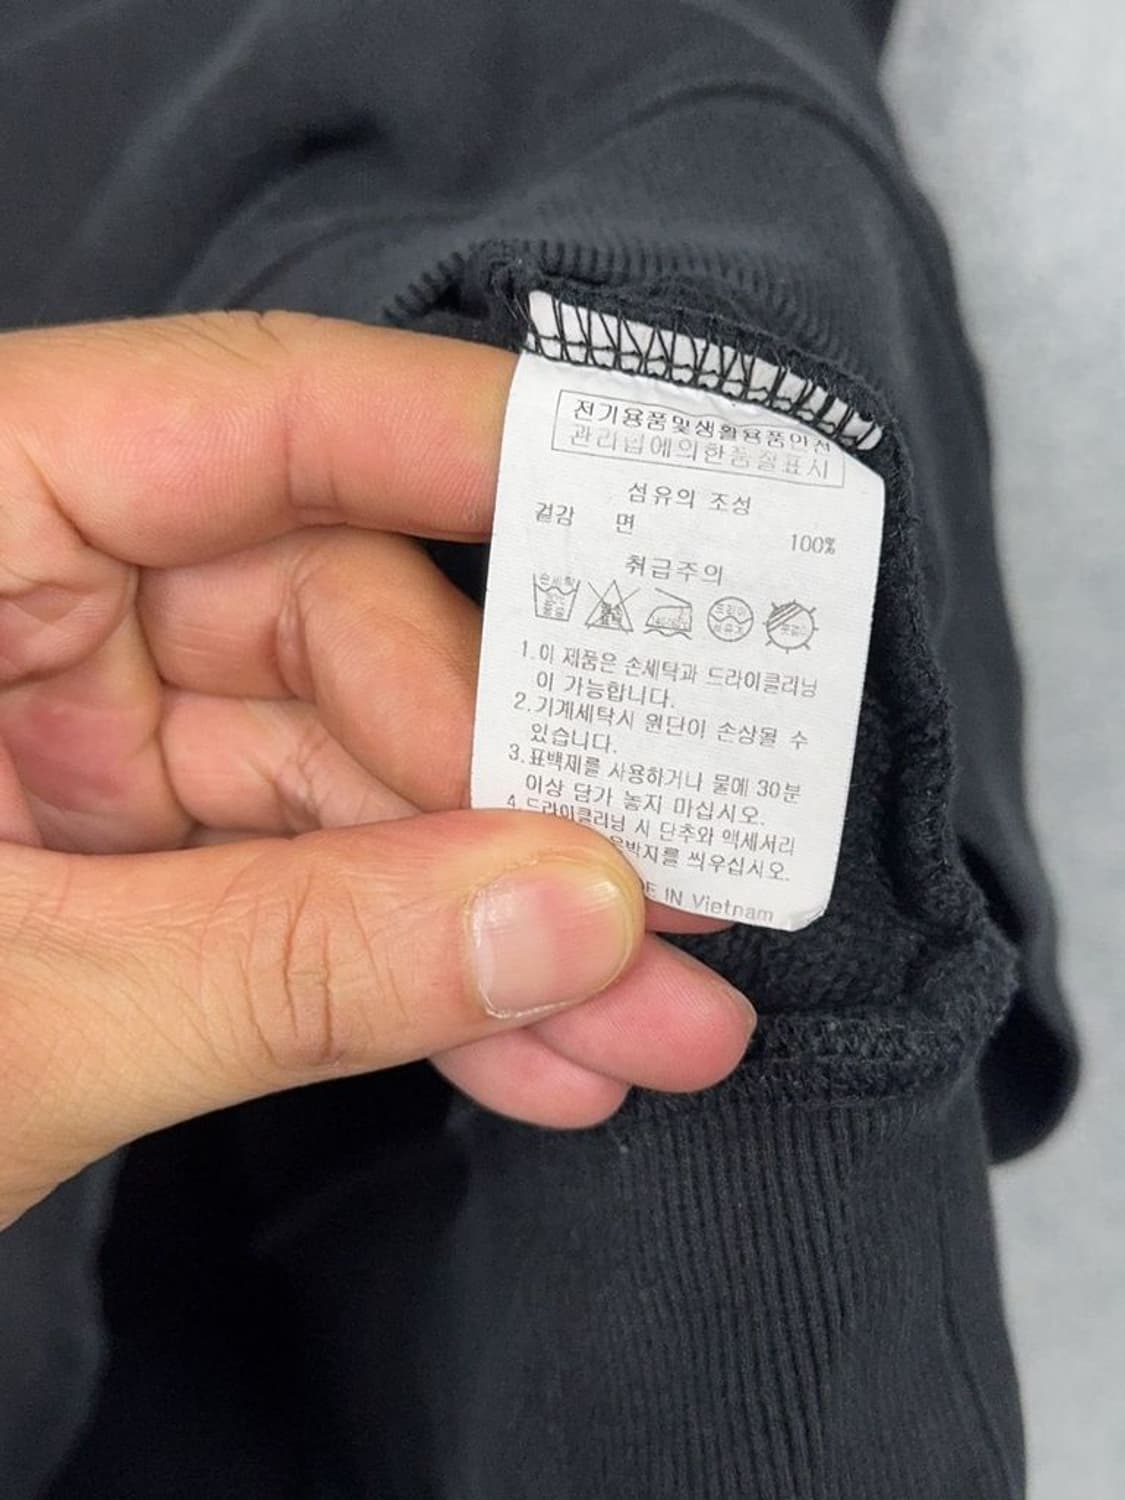 전기용품및생활용품안전
관리법에의한품질표시
섬유의 조성
겉감 면 100%
취급주의
1.이 제품은 손세탁과 드라이클리닝
이 가능합니다.
2.기계세탁시 원단이 손상될 수
있습니다.
3.표백제를 사용하거나 물에 30분
이상 담가 놓지 마십시오.
4.드라이클리닝 시 단추와 액세서리
씌우십시오.
IN Vietnam